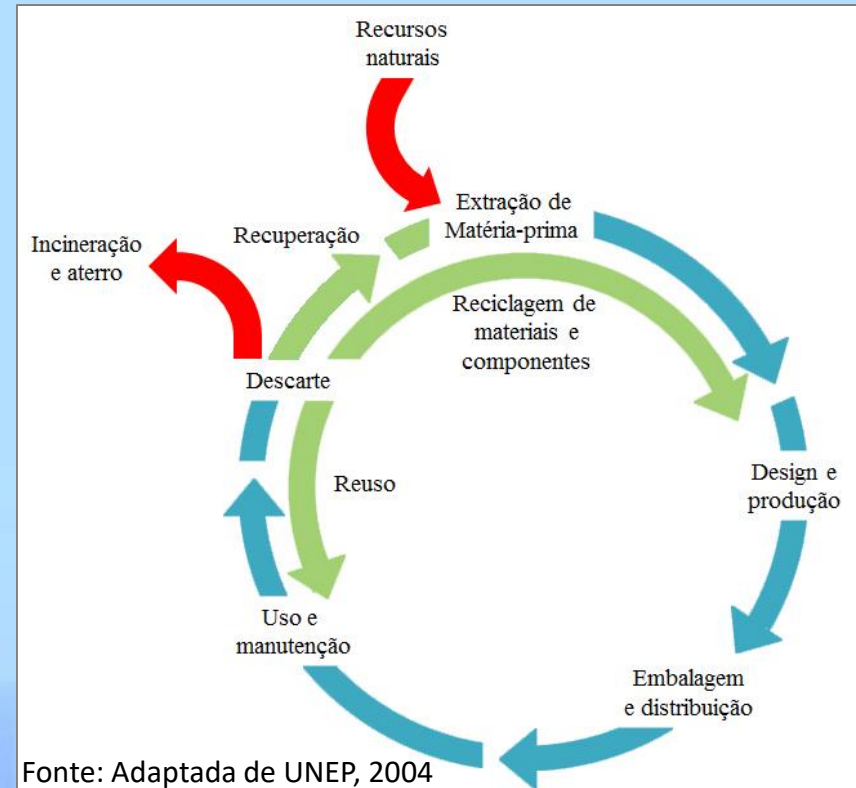 Recursos
naturais
Extração de
Matéria-prima
Recuperação
Incineração
e aterro
Reciclagem de
materiais e
componentes
Descarte
Reuso
Design e
produção
Uso e
manutenção
Embalagem
e distribuição
Fonte: Adaptada de UNEP, 2004